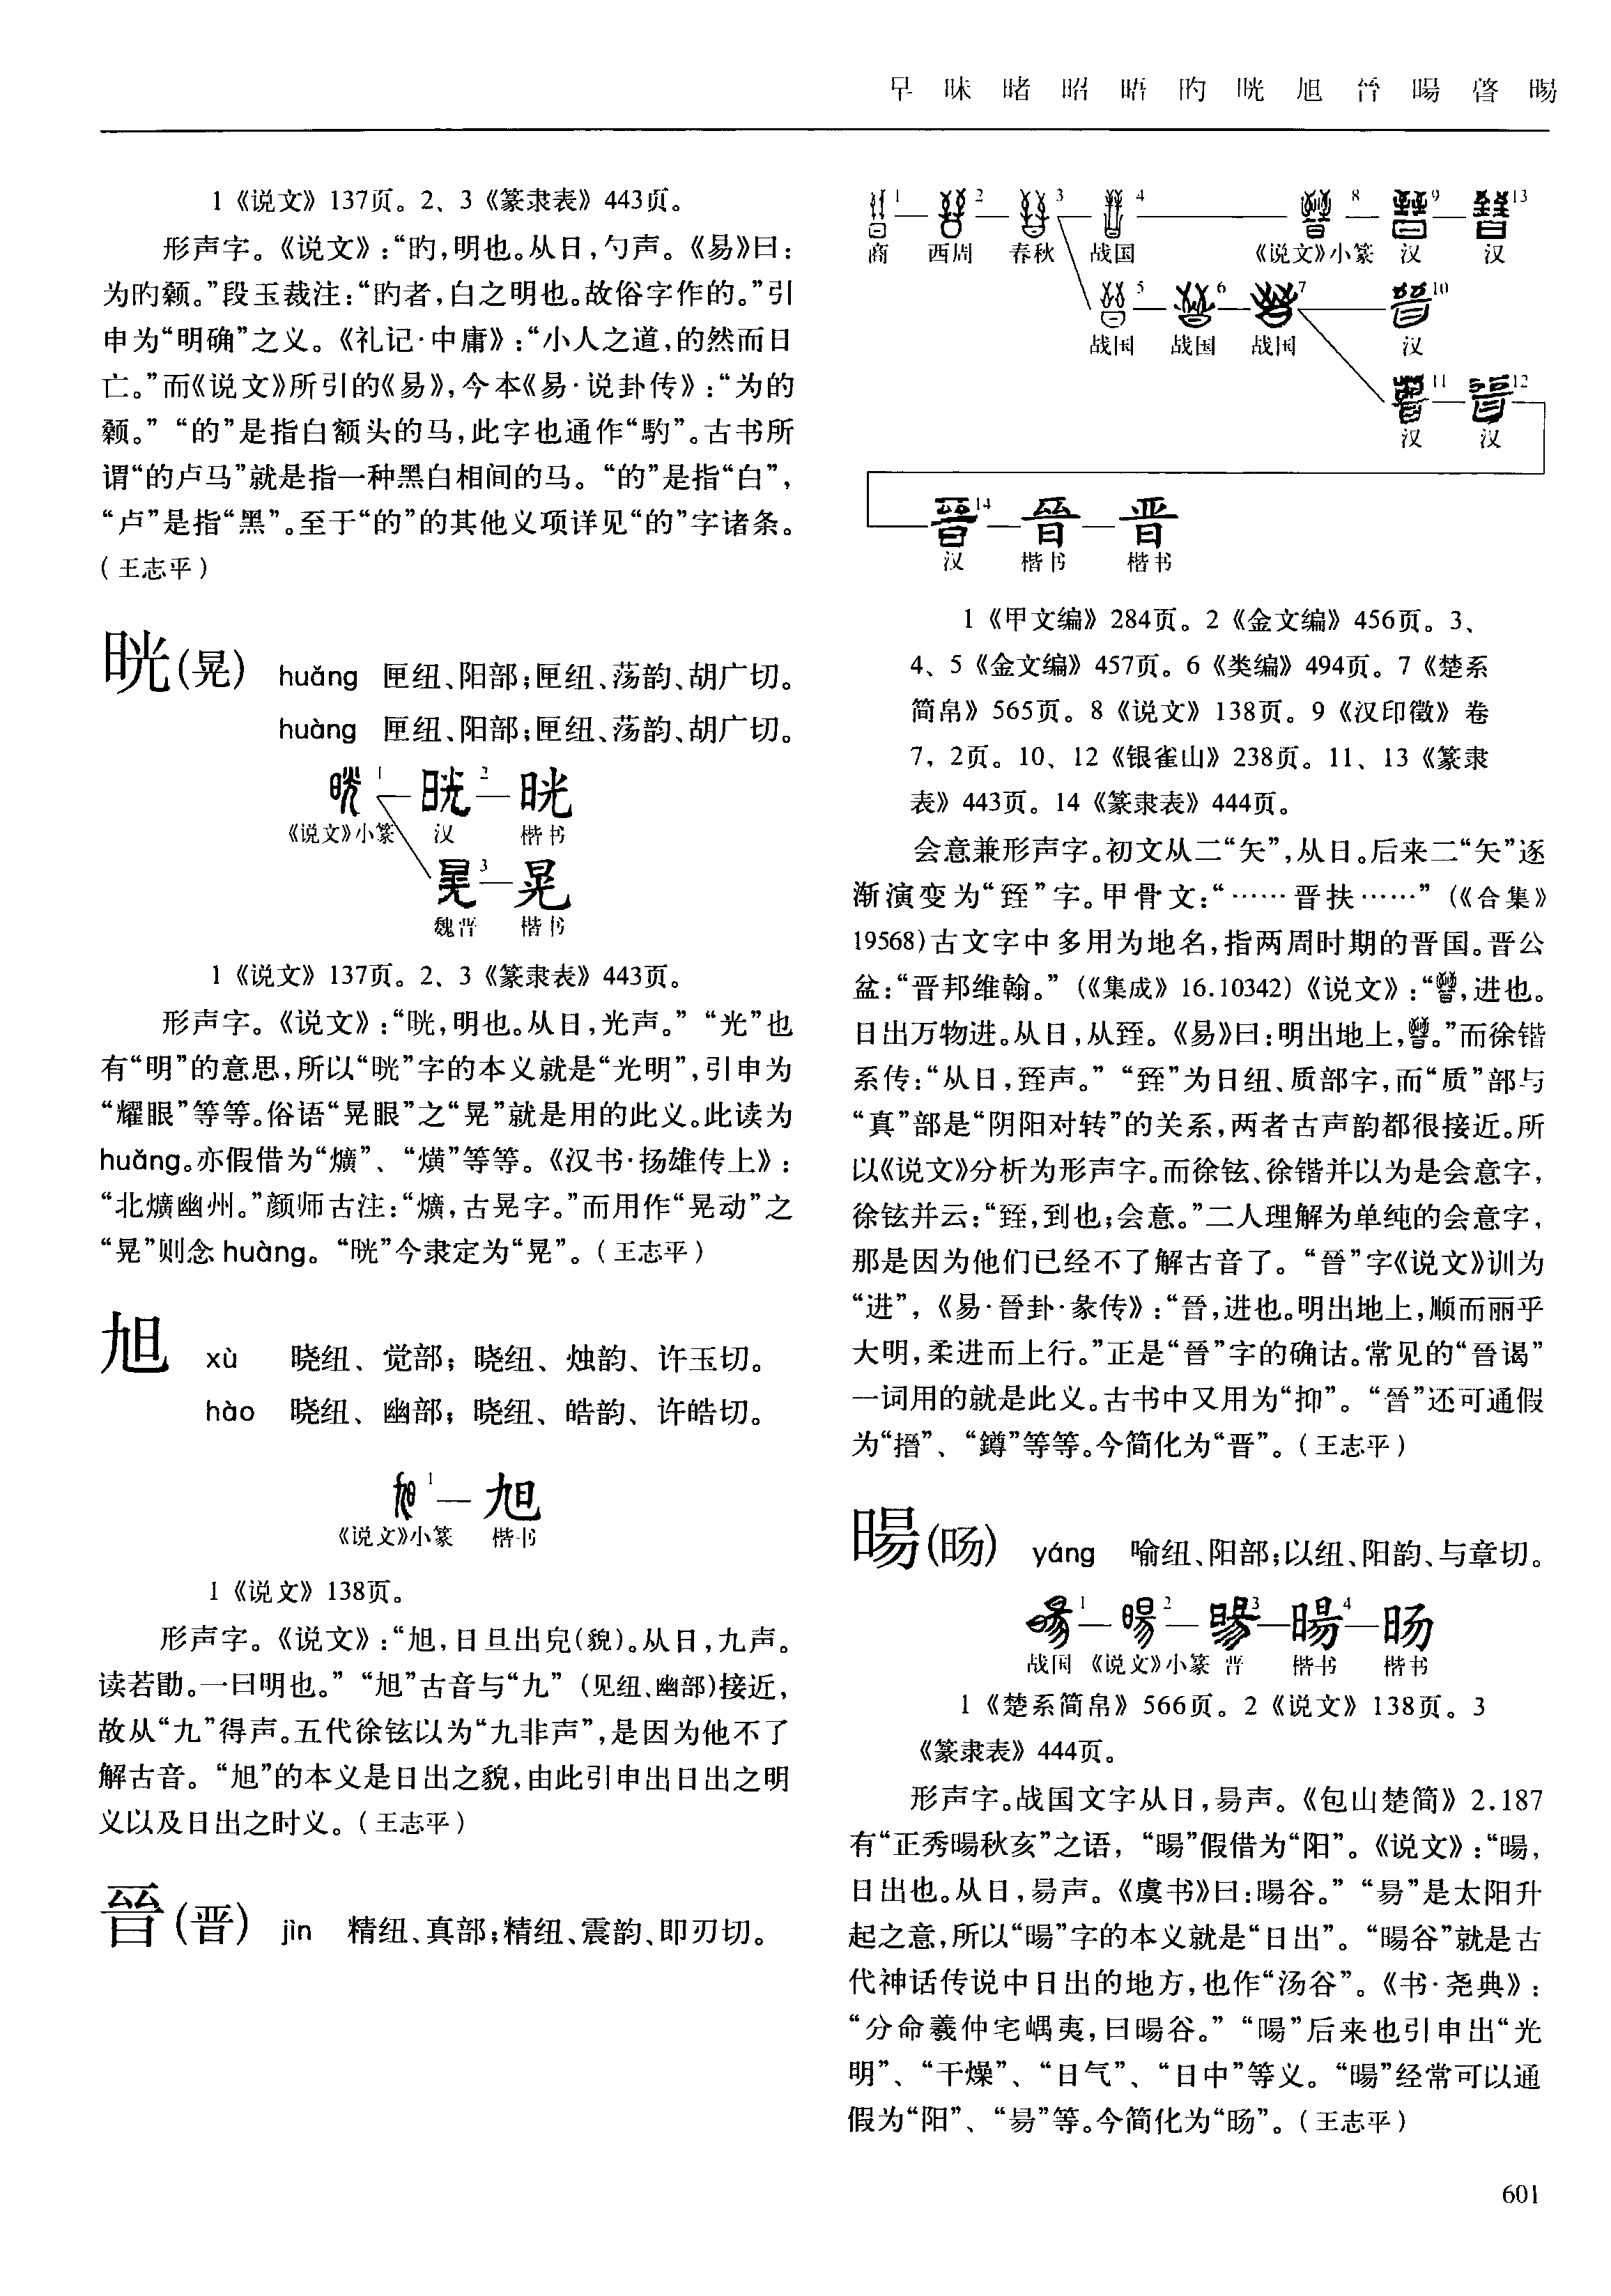 早 昧 睹 昭 晤 旳 晄 旭 晉 暘 晵 晹
1《说文》137页。2、3《篆隶表》443页。
形声字。《说文》:“旳,明也。从日,勺声。《易》曰:
为旳颡。”段玉裁注:“旳者,白之明也。故俗字作的。”引
申为“明确”之义。《礼记·中庸》:“小人之道,的然而日
亡。”而《说文》所引的《易》,今本《易·说卦传》:“为的
颡。”“的”是指白额头的马,此字也通作“馰”。古书所
谓“的卢马”就是指一种黑白相间的马。“的”是指“白”,
“卢”是指“黑”。至于“的”的其他义项详见“的”字诸条。
(王志平)
晄(晃) huǎng 匣纽、阳部;匣纽、荡韵、胡广切。
huàng 匣纽、阳部;匣纽、荡韵、胡广切。
1 2 晄
《说文》小篆 汉 楷书
3 晃
魏晋 楷书
1《说文》137页。2、3《篆隶表》443页。
形声字。《说文》:“晄,明也。从日,光声。”“光”也
有“明”的意思,所以“晄”字的本义就是“光明”,引申为
“耀眼”等等。俗语“晃眼”之“晃”就是用的此义。此读为
huǎng。亦假借为“爌”、“熿”等等。《汉书·扬雄传上》:
“北爌幽州。”颜师古注:“爌,古晃字。”而用作“晃动”之
“晃”则念huàng。“晄”今隶定为“晃”。(王志平)
旭 xù 晓纽、觉部;晓纽、烛韵、许玉切。
hào 晓纽、幽部;晓纽、皓韵、许皓切。
1 旭
《说文》小篆 楷书
1《说文》138页。
形声字。《说文》:“旭,日旦出皃(貌)。从日,九声。
读若勖。一曰明也。”“旭”古音与“九”(见纽、幽部)接近,
故从“九”得声。五代徐铉以为“九非声”,是因为他不了
解古音。“旭”的本义是日出之貌,由此引申出日出之明
义以及日出之时义。(王志平)
晉(晋) jìn 精纽、真部;精纽、震韵、即刃切。
1 2 3 4 8 9 13
商 西周 春秋 战国 《说文》小篆 汉 汉
5 6 7 10
战国 战国 战国 汉
11 12
汉 汉
14 晉 晋
汉 楷书 楷书
1《甲文编》284页。2《金文编》456页。3、
4、5《金文编》457页。6《类编》494页。7《楚系
简帛》565页。8《说文》138页。9《汉印徵》卷
7,2页。10、12《银雀山》238页。11、13《篆隶
表》443页。14《篆隶表》444页。
会意兼形声字。初文从二“矢”,从日。后来二“矢”逐
渐演变为“臸”字。甲骨文:“……晋扶……”(《合集》
19568)古文字中多用为地名,指两周时期的晋国。晋公
盆:“晋邦维翰。”(《集成》16.10342)《说文》:“,进也。
日出万物进。从日,从臸。《易》曰:明出地上,。”而徐锴
系传:“从日,臸声。”“臸”为日纽、质部字,而“质”部与
“真”部是“阴阳对转”的关系,两者古声韵都很接近。所
以《说文》分析为形声字。而徐铉、徐锴并以为是会意字,
徐铉并云:“臸,到也;会意。”二人理解为单纯的会意字,
那是因为他们已经不了解古音了。“晉”字《说文》训为
“进”,《易·晉卦·彖传》:“晉,进也。明出地上,顺而丽乎
大明,柔进而上行。”正是“晉”字的确诂。常见的“晉谒”
一词用的就是此义。古书中又用为“抑”。“晉”还可通假
为“搢”、“鐏”等等。今简化为“晋”。(王志平)
暘(旸) yáng 喻纽、阳部;以纽、阳韵、与章切。
1 2 3 暘4 旸
战国 《说文》小篆 晋 楷书 楷书
1《楚系简帛》566页。2《说文》138页。3
《篆隶表》444页。
形声字。战国文字从日,昜声。《包山楚简》2.187
有“正秀暘秋亥”之语,“暘”假借为“阳”。《说文》:“暘,
日出也。从日,昜声。《虞书》曰:暘谷。”“昜”是太阳升
起之意,所以“暘”字的本义就是“日出”。“暘谷”就是古
代神话传说中日出的地方,也作“汤谷”。《书·尧典》:
“分命羲仲宅嵎夷,曰暘谷。”“暘”后来也引申出“光
明”、“干燥”、“日气”、“日中”等义。“暘”经常可以通
假为“阳”、“昜”等。今简化为“旸”。(王志平)
601